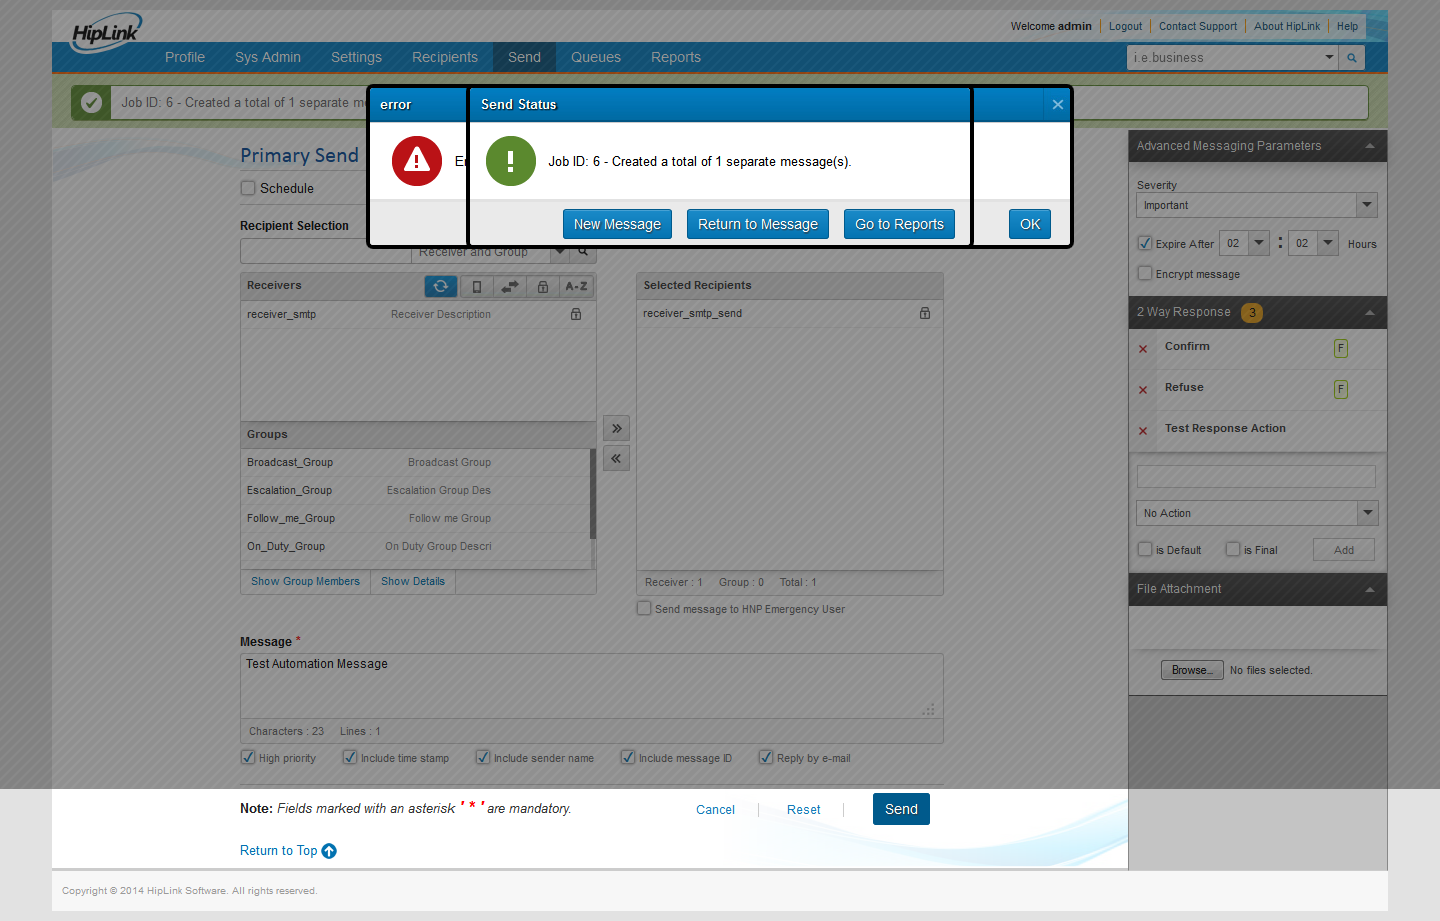 HipLink
Welcome admin Logout Contact Support About HipLink Help
Profile Sys Admin Settings Recipients Send Queues Reports
i.e.business
Job ID: 6 - Created a total of 1 separate
error
Send Status
Job ID: 6 - Created a total of 1 separate message(s).
New Message Return to Message Go to Reports OK
Primary Send
Schedule
Recipient Selection
Receiver and Group
Receivers A-Z
receiver_smtp Receiver Description
Groups
Broadcast_Group Broadcast Group
Escalation_Group Escalation Group Des
Follow_me_Group Follow me Group
On_Duty_Group On Duty Group Descri
Show Group Members Show Details
Selected Recipients
receiver_smtp_send
Receiver : 1 Group : 0 Total : 1
Send message to HNP Emergency User
Message *
Test Automation Message
Characters : 23 Lines : 1
High priority Include time stamp Include sender name Include message ID Reply by e-mail
Note: Fields marked with an asterisk ' * ' are mandatory.
Cancel Reset Send
Return to Top
Advanced Messaging Parameters
Severity
Important
Expire After 02 : 02 Hours
Encrypt message
2 Way Response 3
Confirm F
Refuse F
Test Response Action
No Action
is Default is Final Add
File Attachment
Browse... No files selected.
Copyright © 2014 HipLink Software. All rights reserved.